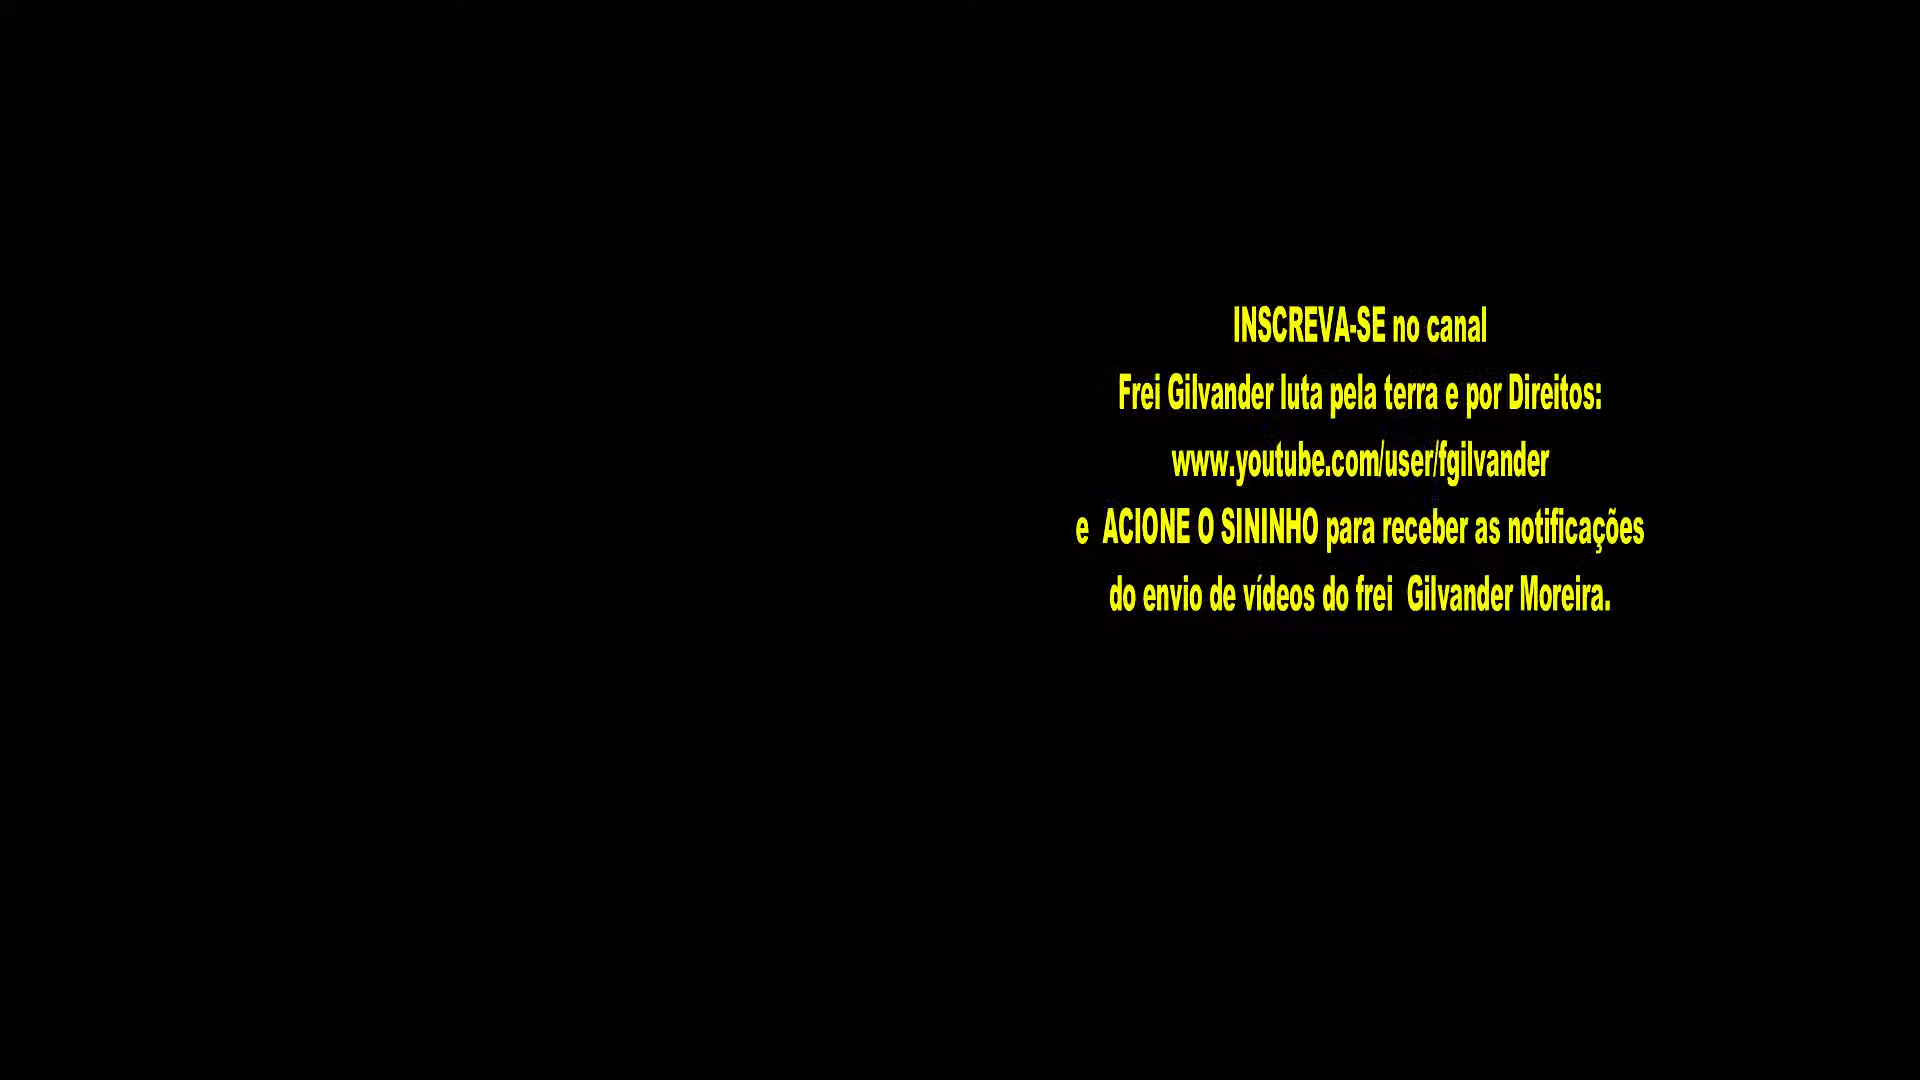 INSCREVA-SE no canal
Frei Gilvander luta pela terra e por Direitos:
www.youtube.com/user/fgilvander
e  ACIONE O SININHO para receber as notificações
do envio de vídeos do frei  Gilvander Moreira.